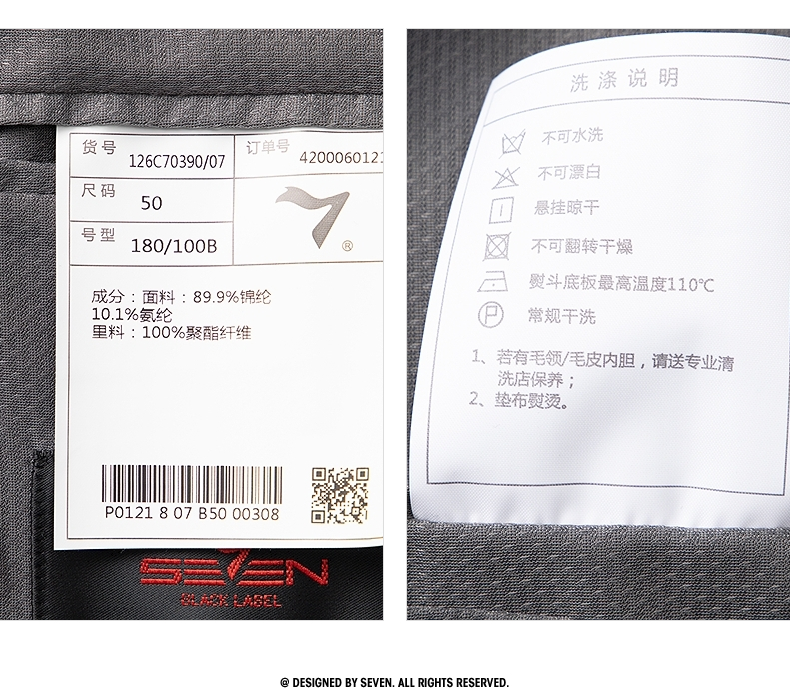 货号 126C70390/07 订单号 420006012
尺码 50
号型 180/100B
®
成分：面料：89.9%锦纶
10.1%氨纶
里料：100%聚酯纤维
P0121 8 07 B50 00308
SEVEN
BLACK LABEL
洗涤说明
不可水洗
不可漂白
悬挂晾干
不可翻转干燥
熨斗底板最高温度110℃
P 常规干洗
1、若有毛领/毛皮内胆，请送专业清
洗店保养；
2、垫布熨烫。
@ DESIGNED BY SEVEN. ALL RIGHTS RESERVED.